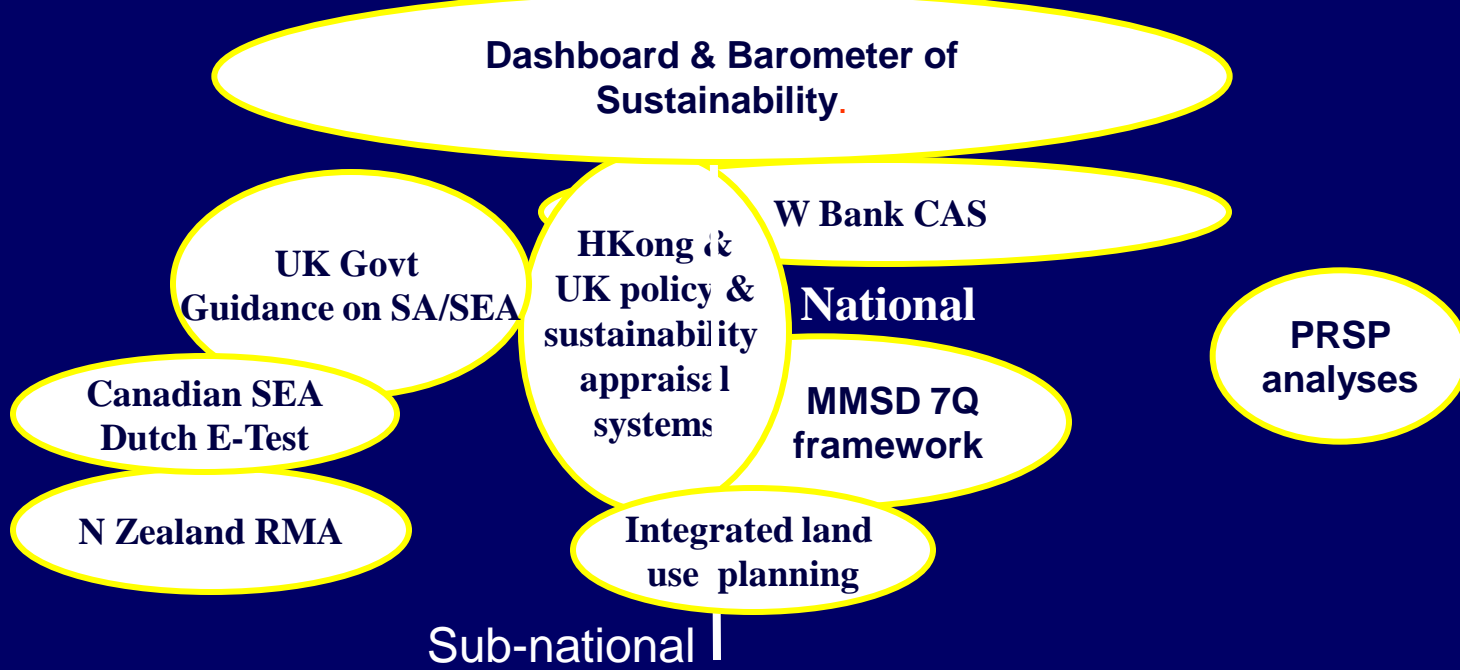 Dashboard & Barometer of
Sustainability.
W Bank CAS
UK Govt
Guidance on SA/SEA
HKong &
UK policy &
sustainability
appraisal
systems
National
PRSP
analyses
Canadian SEA
Dutch E-Test
MMSD 7Q
framework
N Zealand RMA
Integrated land
use planning
Sub-national